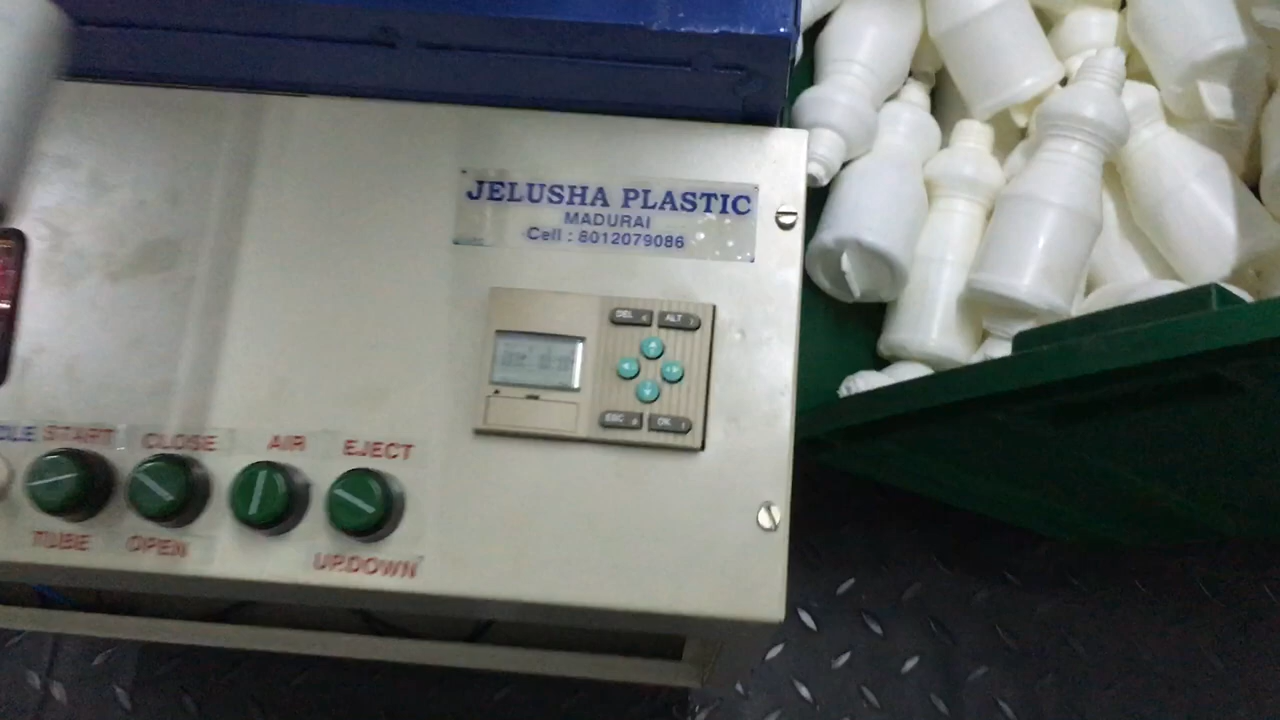 JELUSHA PLASTIC
MADURAI
Cell : 8012079086
DEL
ALT
ESC
OK
START
CLOSE
AIR
EJECT
TUBE
OPEN
UP.DOWN